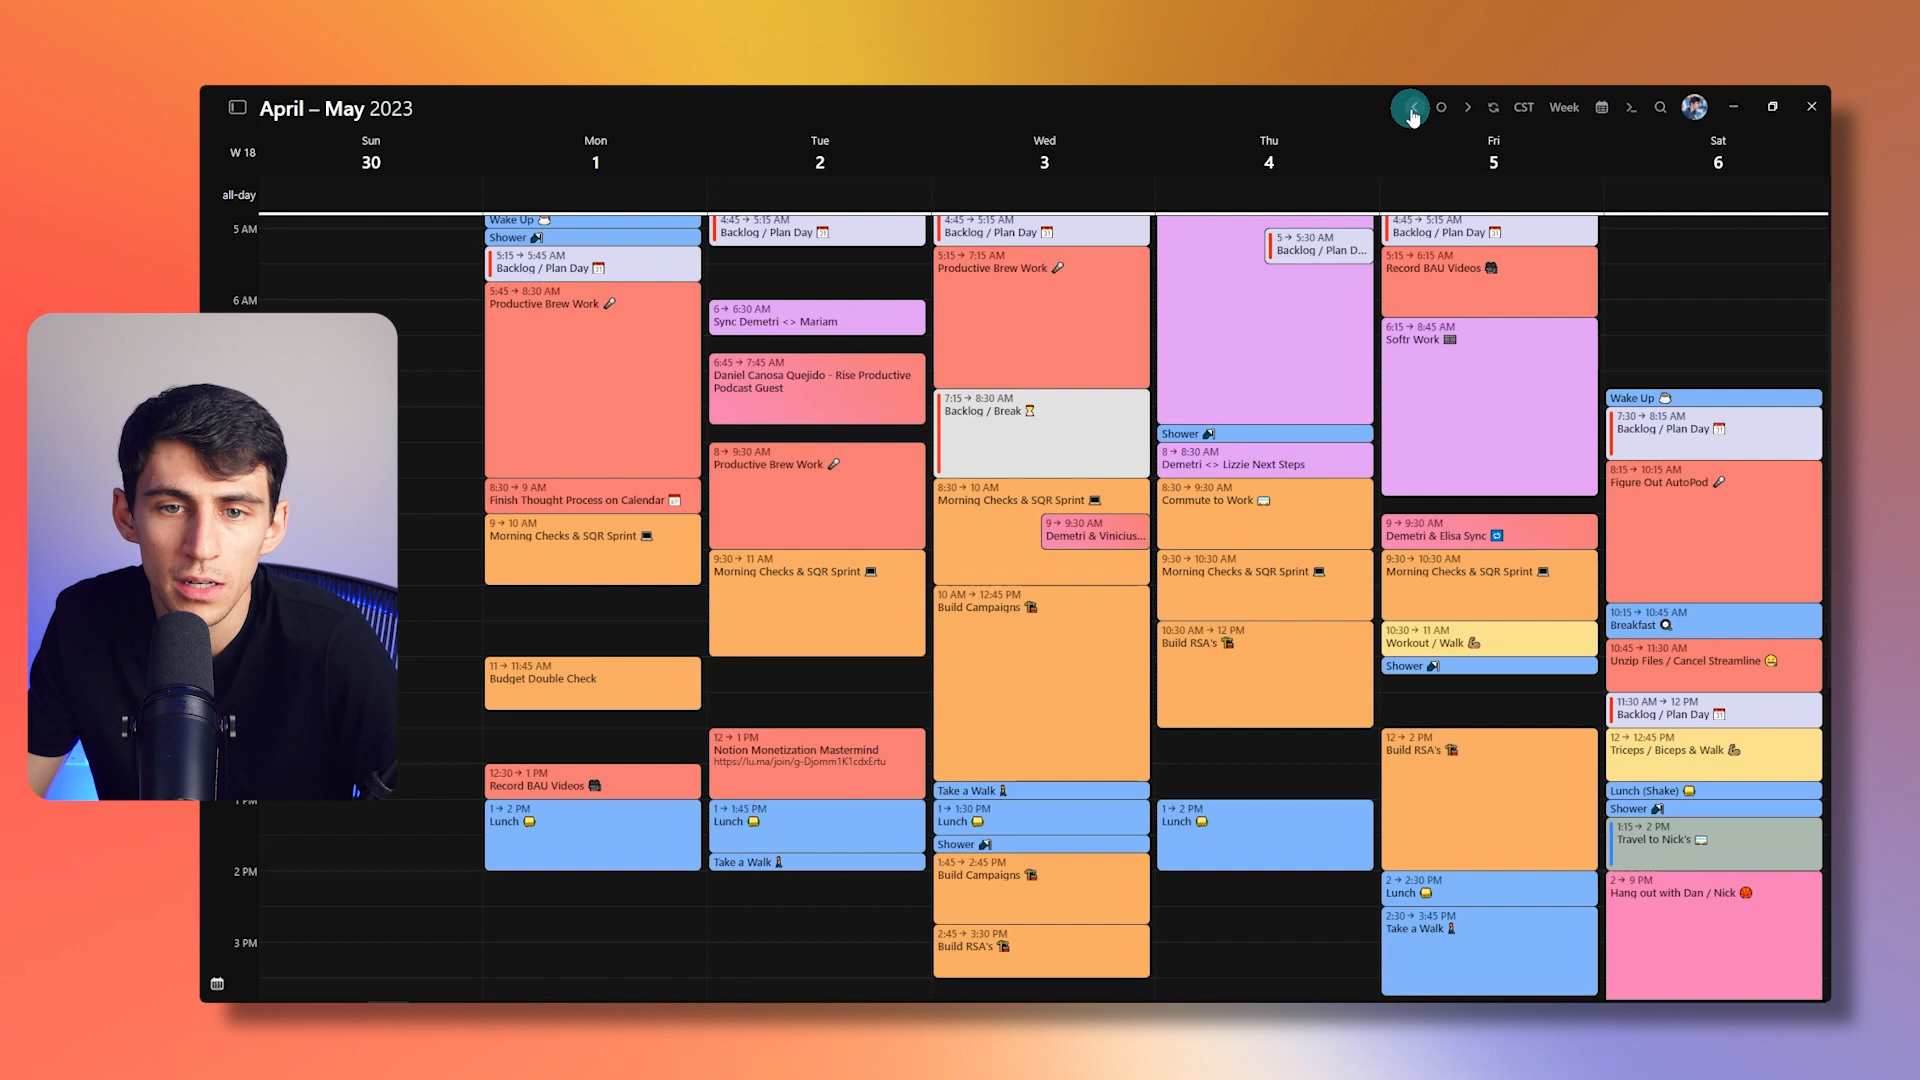 April – May 2023
CST
Week
W 18
Sun
30
Mon
1
Tue
2
Wed
3
Thu
4
Fri
5
Sat
6
all-day
5 AM
6 AM
2 PM
3 PM
Wake Up
Shower
5:15 → 5:45 AM
Backlog / Plan Day
5:45 → 8:30 AM
Productive Brew Work
8:30 → 9 AM
Finish Thought Process on Calendar
9 → 10 AM
Morning Checks & SQR Sprint
11 → 11:45 AM
Budget Double Check
12:30 → 1 PM
Record BAU Videos
1 → 2 PM
Lunch
4:45 → 5:15 AM
Backlog / Plan Day
6 → 6:30 AM
Sync Demetri <> Mariam
6:45 → 7:45 AM
Daniel Canosa Quejido - Rise Productive
Podcast Guest
8 → 9:30 AM
Productive Brew Work
9:30 → 11 AM
Morning Checks & SQR Sprint
12 → 1 PM
Notion Monetization Mastermind
https://lu.ma/join/g-Djomm1K1cdxErtu
1 → 1:45 PM
Lunch
Take a Walk
4:45 → 5:15 AM
Backlog / Plan Day
5:15 → 7:15 AM
Productive Brew Work
7:15 → 8:30 AM
Backlog / Break
8:30 → 10 AM
Morning Checks & SQR Sprint
9 → 9:30 AM
Demetri & Vinicius...
10 AM → 12:45 PM
Build Campaigns
Take a Walk
1 → 1:30 PM
Lunch
Shower
1:45 → 2:45 PM
Build Campaigns
2:45 → 3:30 PM
Build RSA's
5 → 5:30 AM
Backlog / Plan D...
Shower
8 → 8:30 AM
Demetri <> Lizzie Next Steps
8:30 → 9:30 AM
Commute to Work
9:30 → 10:30 AM
Morning Checks & SQR Sprint
10:30 AM → 12 PM
Build RSA's
1 → 2 PM
Lunch
4:45 → 5:15 AM
Backlog / Plan Day
5:15 → 6:15 AM
Record BAU Videos
6:15 → 8:45 AM
Softr Work
9 → 9:30 AM
Demetri & Elisa Sync
9:30 → 10:30 AM
Morning Checks & SQR Sprint
10:30 → 11 AM
Workout / Walk
Shower
12 → 2 PM
Build RSA's
2 → 2:30 PM
Lunch
2:30 → 3:45 PM
Take a Walk
Wake Up
7:30 → 8:15 AM
Backlog / Plan Day
8:15 → 10:15 AM
Figure Out AutoPod
10:15 → 10:45 AM
Breakfast
10:45 → 11:30 AM
Unzip Files / Cancel Streamline
11:30 AM → 12 PM
Backlog / Plan Day
12 → 12:45 PM
Triceps / Biceps & Walk
Lunch (Shake)
Shower
1:15 → 2 PM
Travel to Nick's
2 → 9 PM
Hang out with Dan / Nick